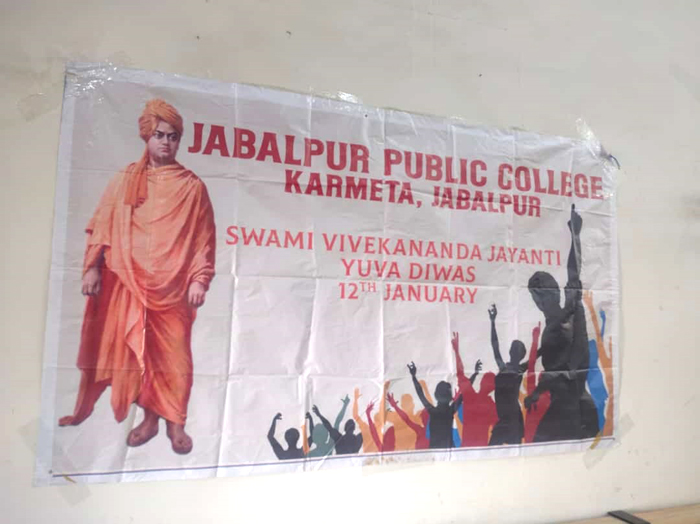 JABALPUR PUBLIC COLLEGE
KARMETA, JABALPUR
SWAMI VIVEKANANDA JAYANTI
YUVA DIWAS
12TH JANUARY